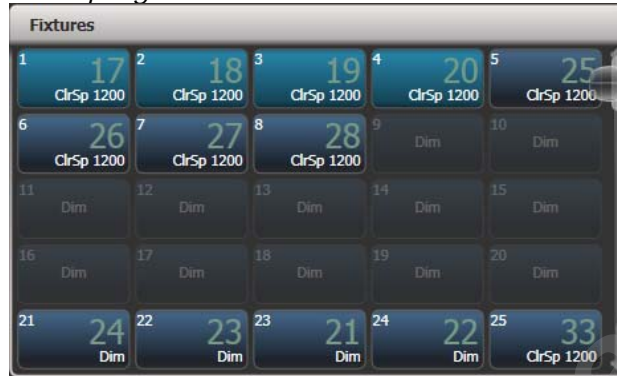 Fixtures
1 17 2 18 3 19 4 20 5 25
ClrSp 1200 ClrSp 1200 ClrSp 1200 ClrSp 1200 ClrSp 1200
6 26 7 27 8 28 9 10
ClrSp 1200 ClrSp 1200 ClrSp 1200 Dim Dim
11 12 13 14 15
Dim Dim Dim Dim Dim
16 17 18 19 20
Dim Dim Dim Dim Dim
21 24 22 23 23 21 24 22 25 33
Dim Dim Dim Dim ClrSp 1200